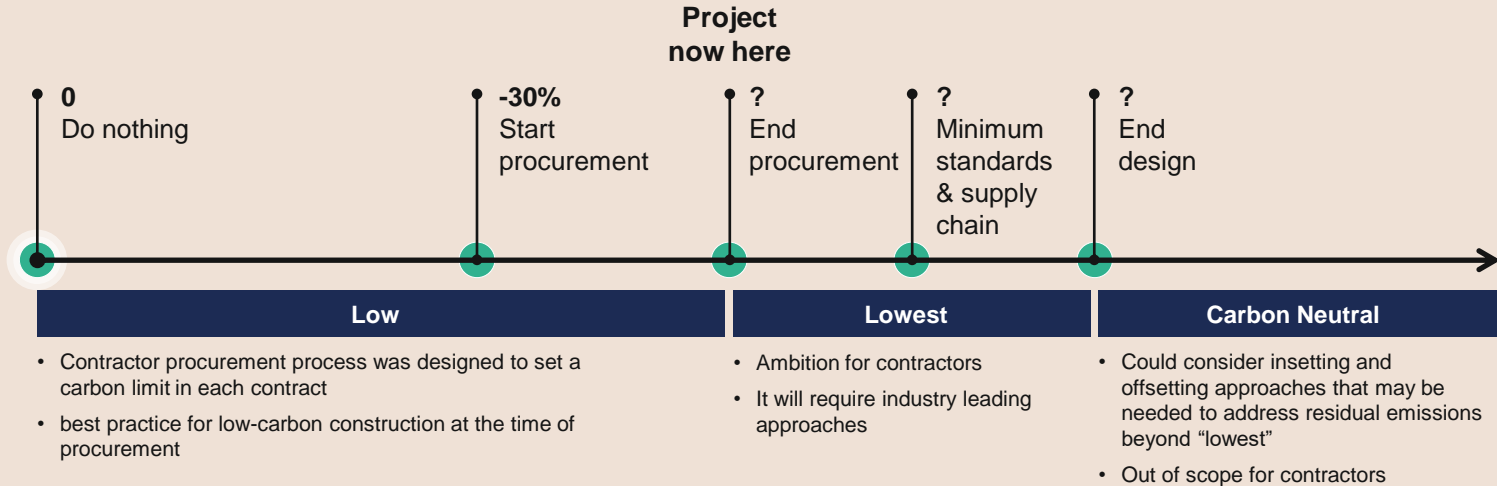 Project
now here
0
Do nothing
-30%
Start
procurement
?
End
procurement
?
Minimum
standards
& supply
chain
?
End
design
Low
• Contractor procurement process was designed to set a
carbon limit in each contract
• best practice for low-carbon construction at the time of
procurement
Lowest
• Ambition for contractors
• It will require industry leading
approaches
Carbon Neutral
• Could consider insetting and
offsetting approaches that may be
needed to address residual emissions
beyond “lowest”
• Out of scope for contractors